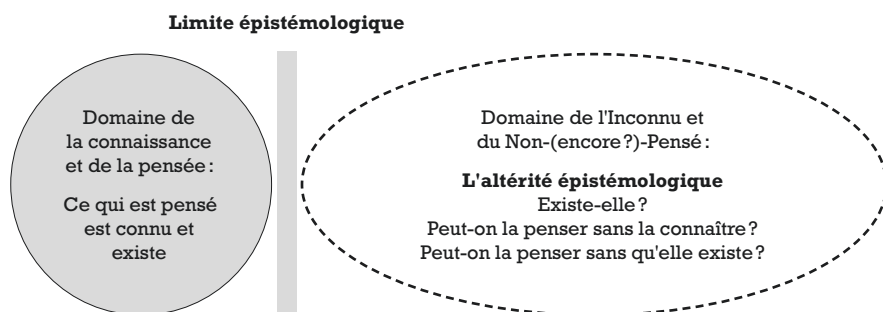 Limite épistémologique
Domaine de
la connaissance
et de la pensée :
Ce qui est pensé
est connu et
existe
Domaine de l'Inconnu et
du Non-(encore ?)-Pensé :
L'altérité épistémologique
Existe-elle ?
Peut-on la penser sans la connaître ?
Peut-on la penser sans qu'elle existe ?